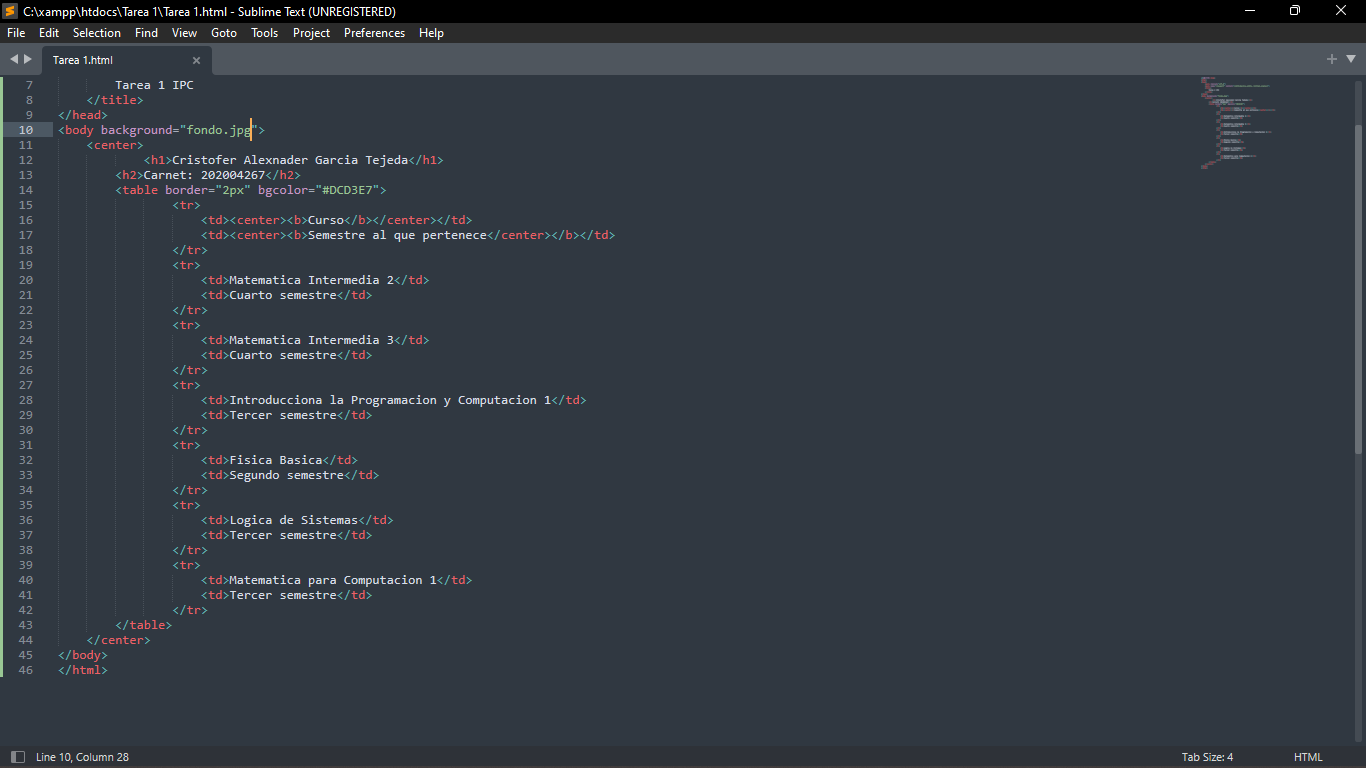 C:\xampp\htdocs\Tarea 1\Tarea 1.html - Sublime Text (UNREGISTERED)
File Edit Selection Find View Goto Tools Project Preferences Help
Tarea 1.html
7 Tarea 1 IPC
8 </title>
9 </head>
10 <body background="fondo.jpg">
11 <center>
12 <h1>Cristofer Alexnader Garcia Tejeda</h1>
13 <h2>Carnet: 202004267</h2>
14 <table border="2px" bgcolor="#DCD3E7">
15 <tr>
16 <td><center><b>Curso</b></center></td>
17 <td><center><b>Semestre al que pertenece</center></b></td>
18 </tr>
19 <tr>
20 <td>Matematica Intermedia 2</td>
21 <td>Cuarto semestre</td>
22 </tr>
23 <tr>
24 <td>Matematica Intermedia 3</td>
25 <td>Cuarto semestre</td>
26 </tr>
27 <tr>
28 <td>Introducciona la Programacion y Computacion 1</td>
29 <td>Tercer semestre</td>
30 </tr>
31 <tr>
32 <td>Fisica Basica</td>
33 <td>Segundo semestre</td>
34 </tr>
35 <tr>
36 <td>Logica de Sistemas</td>
37 <td>Tercer semestre</td>
38 </tr>
39 <tr>
40 <td>Matematica para Computacion 1</td>
41 <td>Tercer semestre</td>
42 </tr>
43 </table>
44 </center>
45 </body>
46 </html>
Line 10, Column 28 Tab Size: 4 HTML